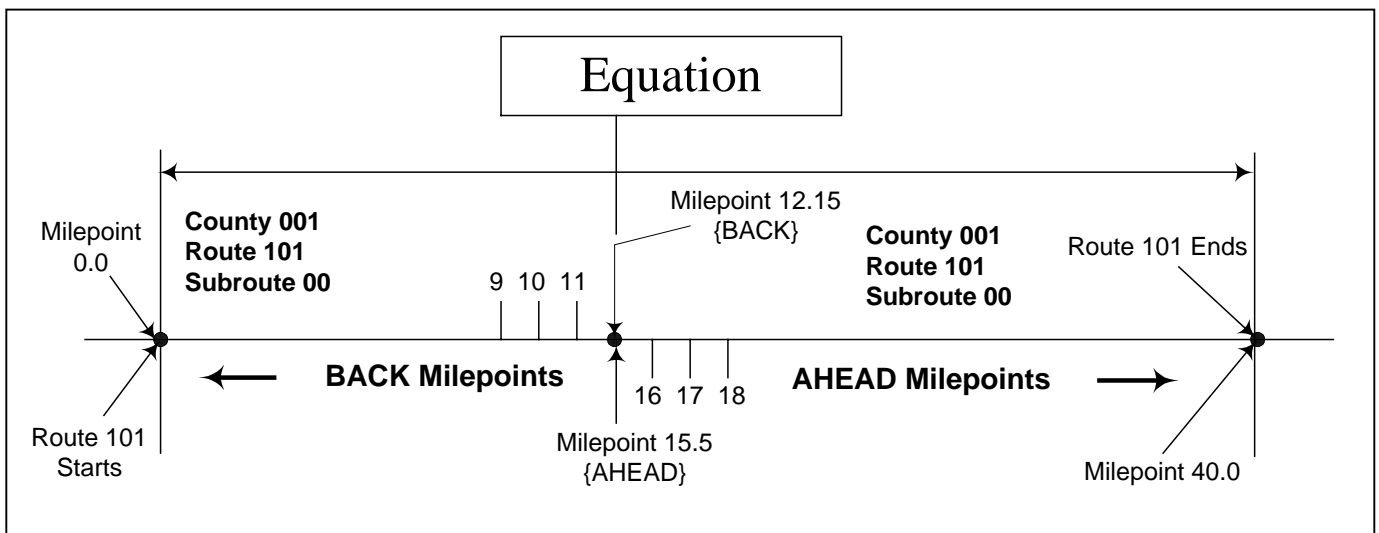 Equation
Milepoint
0.0
County 001
Route 101
Subroute 00
9 10 11
Milepoint 12.15
{BACK}
County 001
Route 101
Subroute 00
Route 101 Ends
BACK Milepoints
AHEAD Milepoints
16 17 18
Route 101
Starts
Milepoint 15.5
{AHEAD}
Milepoint 40.0